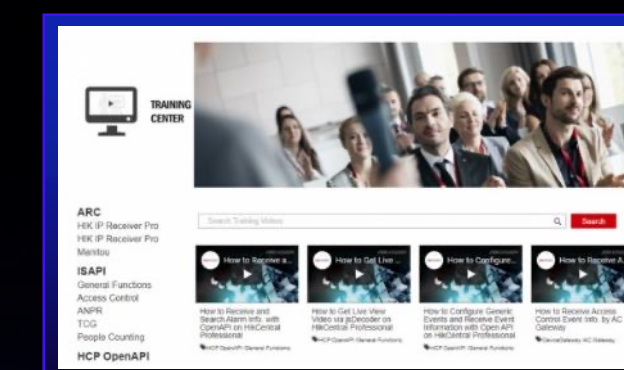 TRAINING
CENTER
ARC
HIK IP Receiver Pro
HIK IP Receiver Pro
Manitou
ISAPI
General Functions
Access Control
ANPR
TCG
People Counting
HCP OpenAPI
Search Training Videos
Search
How to Receive a...
How to Receive and
Search Alarm Info. with
OpenAPI on HikCentral
Professional
HCP OpenAPI General Functions
How to Get Live ...
How to Get Live View
Video via jsDecoder on
HikCentral Professional
HCP OpenAPI General Functions
How to Configure...
How to Configure Generic
Events and Receive Event
Information with Open API
on HikCentral Professional
HCP OpenAPI General Functions
How to Receive A
How to Receive Access
Control Event Info. by AC
Gateway
DeviceGateway AC Gateway